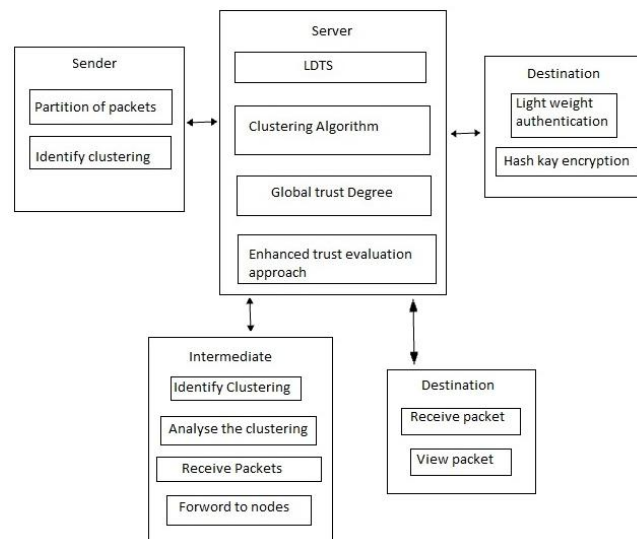 Server
LDTS
Clustering Algorithm
Global trust Degree
Enhanced trust evaluation
approach
Sender
Partition of packets
Identify clustering
Destination
Light weight
authentication
Hash kay encryption
Intermediate
Identify Clustering
Analyse the clustering
Receive Packets
Forword to nodes
Destination
Receive packet
View packet